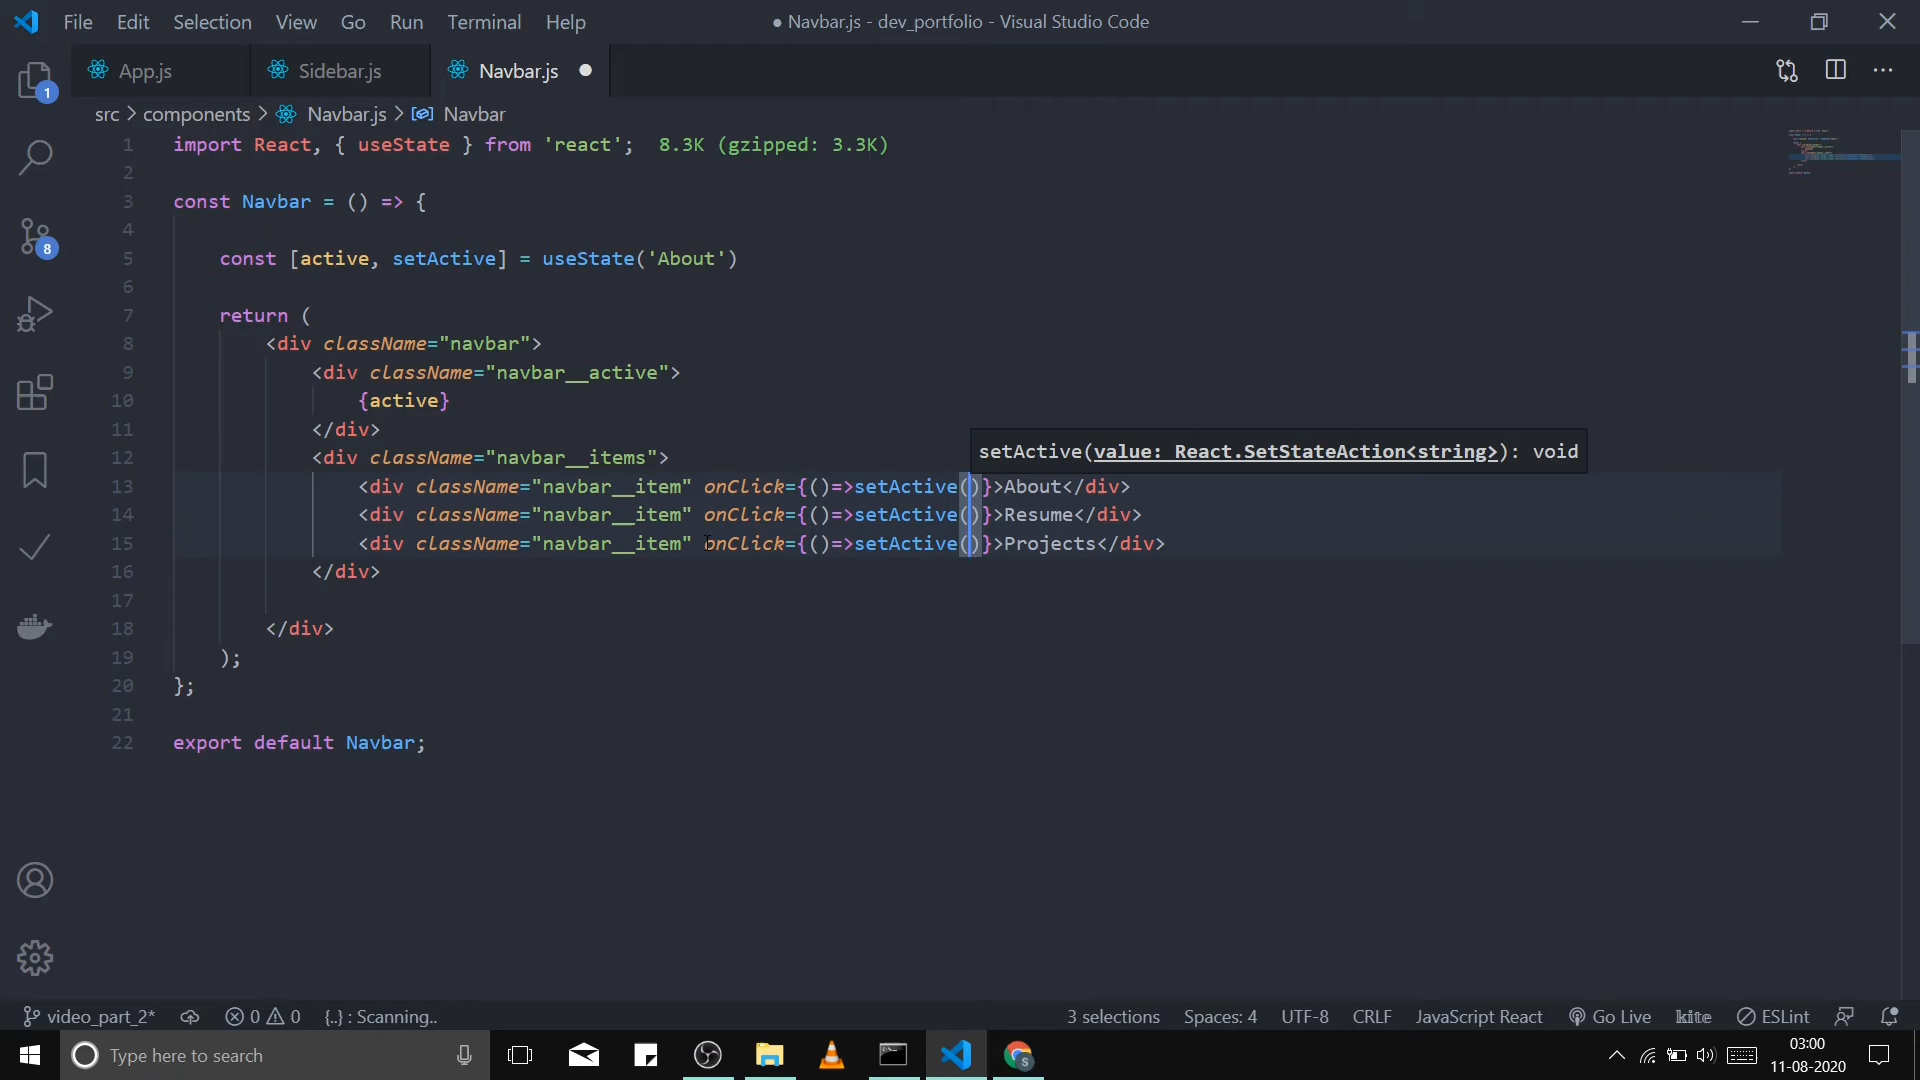 File Edit Selection View Go Run Terminal Help ● Navbar.js - dev_portfolio - Visual Studio Code
App.js Sidebar.js Navbar.js ●
src > components > Navbar.js > Navbar
1 import React, { useState } from 'react'; 8.3K (gzipped: 3.3K)
2
3 const Navbar = () => {
4
5 const [active, setActive] = useState('About')
6
7 return (
8 <div className="navbar">
9 <div className="navbar__active">
10 {active}
11 </div>
setActive(value: React.SetStateAction<string>): void
12 <div className="navbar__items">
13 <div className="navbar__item" onClick={()=>setActive()}>About</div>
14 <div className="navbar__item" onClick={()=>setActive()}>Resume</div>
15 <div className="navbar__item" onClick={()=>setActive()}>Projects</div>
16 </div>
17
18 </div>
19 );
20 };
21
22 export default Navbar;
1
8
video_part_2* 0 0 {..} : Scanning.. 3 selections Spaces: 4 UTF-8 CRLF JavaScript React Go Live kite ESLint
Type here to search
S
03:00
11-08-2020